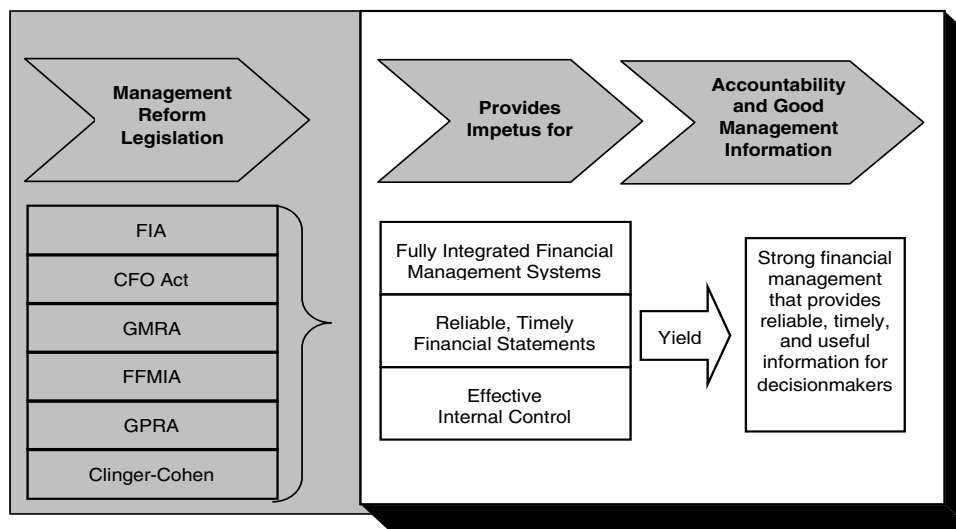 Management
Reform
Legislation
Provides
Impetus for
Accountability
and Good
Management
Information
FIA
CFO Act
GMRA
FFMIA
GPRA
Clinger-Cohen
Fully Integrated Financial
Management Systems
Reliable, Timely
Financial Statements
Effective
Internal Control
Yield
Strong financial
management
that provides
reliable, timely,
and useful
information for
decisionmakers